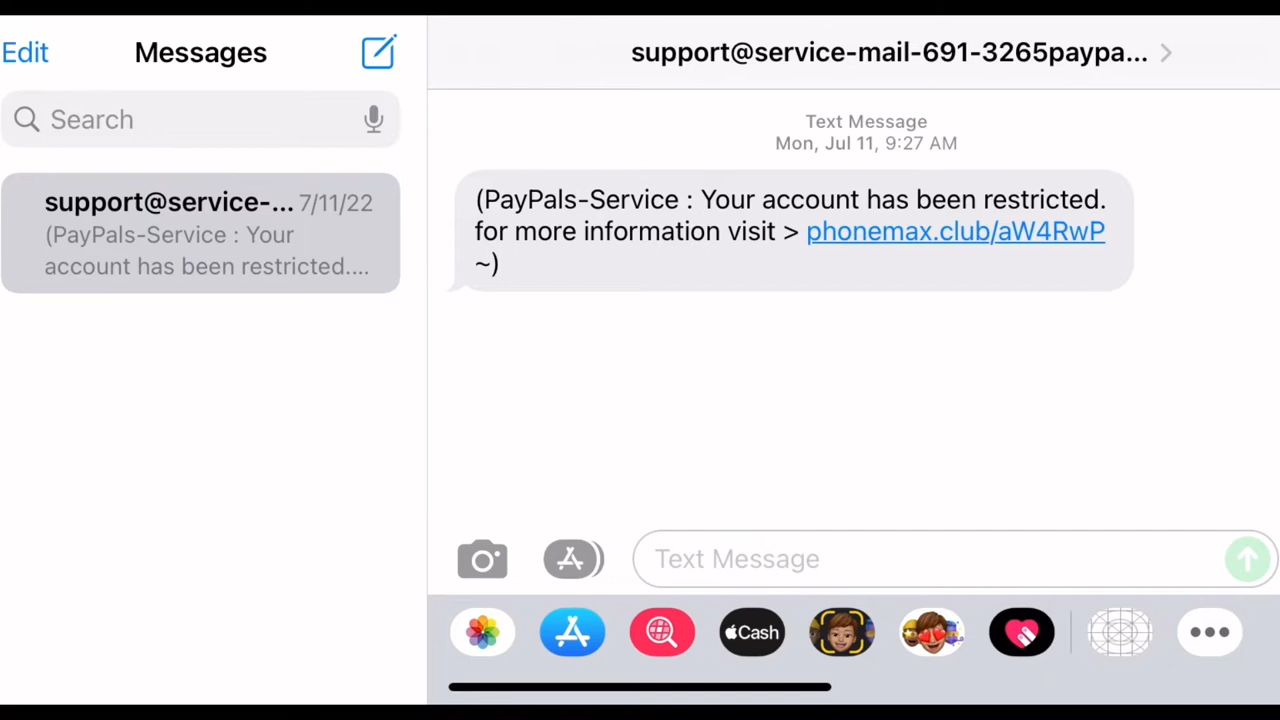 Edit
Messages
Search
support@service-... 7/11/22
(PayPals-Service : Your
account has been restricted....
support@service-mail-691-3265paypa...
Text Message
Mon, Jul 11, 9:27 AM
(PayPals-Service : Your account has been restricted.
for more information visit > phonemax.club/aW4RwP
~)
Text Message
Cash